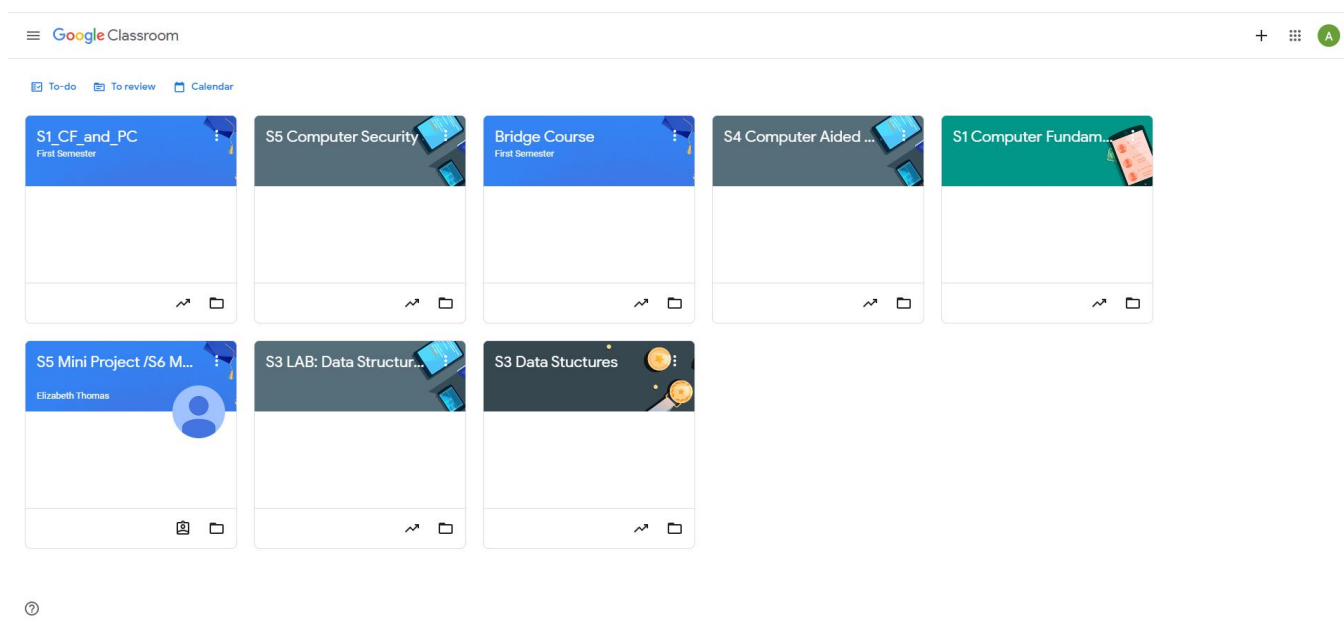 Google Classroom
A
To-do To review Calendar
S1_CF_and_PC
First Semester
S5 Computer Security
Bridge Course
First Semester
S4 Computer Aided ...
S1 Computer Fundam...
S5 Mini Project /S6 M...
Elizabeth Thomas
S3 LAB: Data Structur...
S3 Data Stuctures